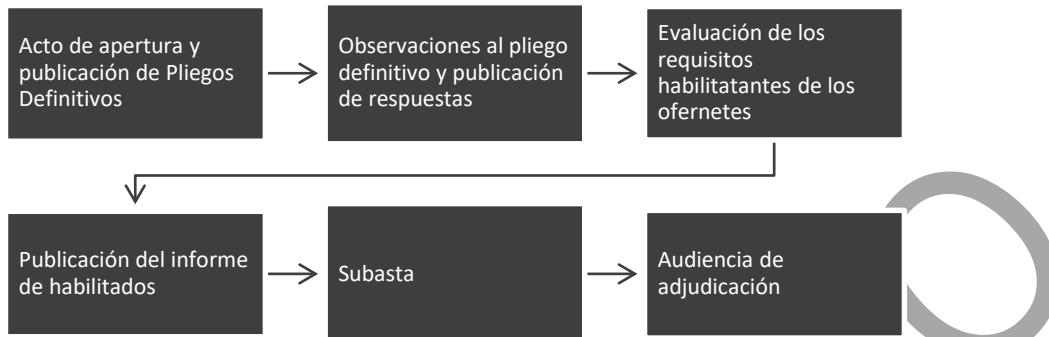 Acto de apertura y
publicación de Pliegos
Definitivos
Observaciones al pliego
definitivo y publicación
de respuestas
Evaluación de los
requisitos
habilitatantes de los
ofernetes
Publicación del informe
de habilitados
Subasta
Audiencia de
adjudicación